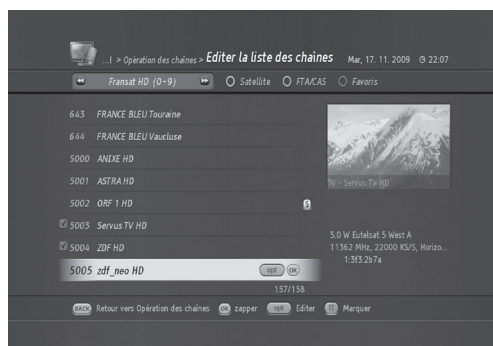 ...l > Opération des chaînes > Editer la liste des chaînes Mar, 17. 11. 2009 22:07
Fransat HD (0-9) Satellite FTA/CAS Favoris
643 FRANCE BLEU Touraine
644 FRANCE BLEU Vaucluse
5000 ANIXE HD
5001 ASTRA HD
5002 ORF 1 HD $
5003 Servus TV HD
5004 ZDF HD
5005 zdf_neo HD opt OK
157/158
TV - Servus TV HD
5.0 W Eutelsat 5 West A
11362 MHz, 22000 KS/S, Horizo...
1:3f3:2b7a
BACK Retour vers Opération des chaînes OK zapper opt Editer Marquer